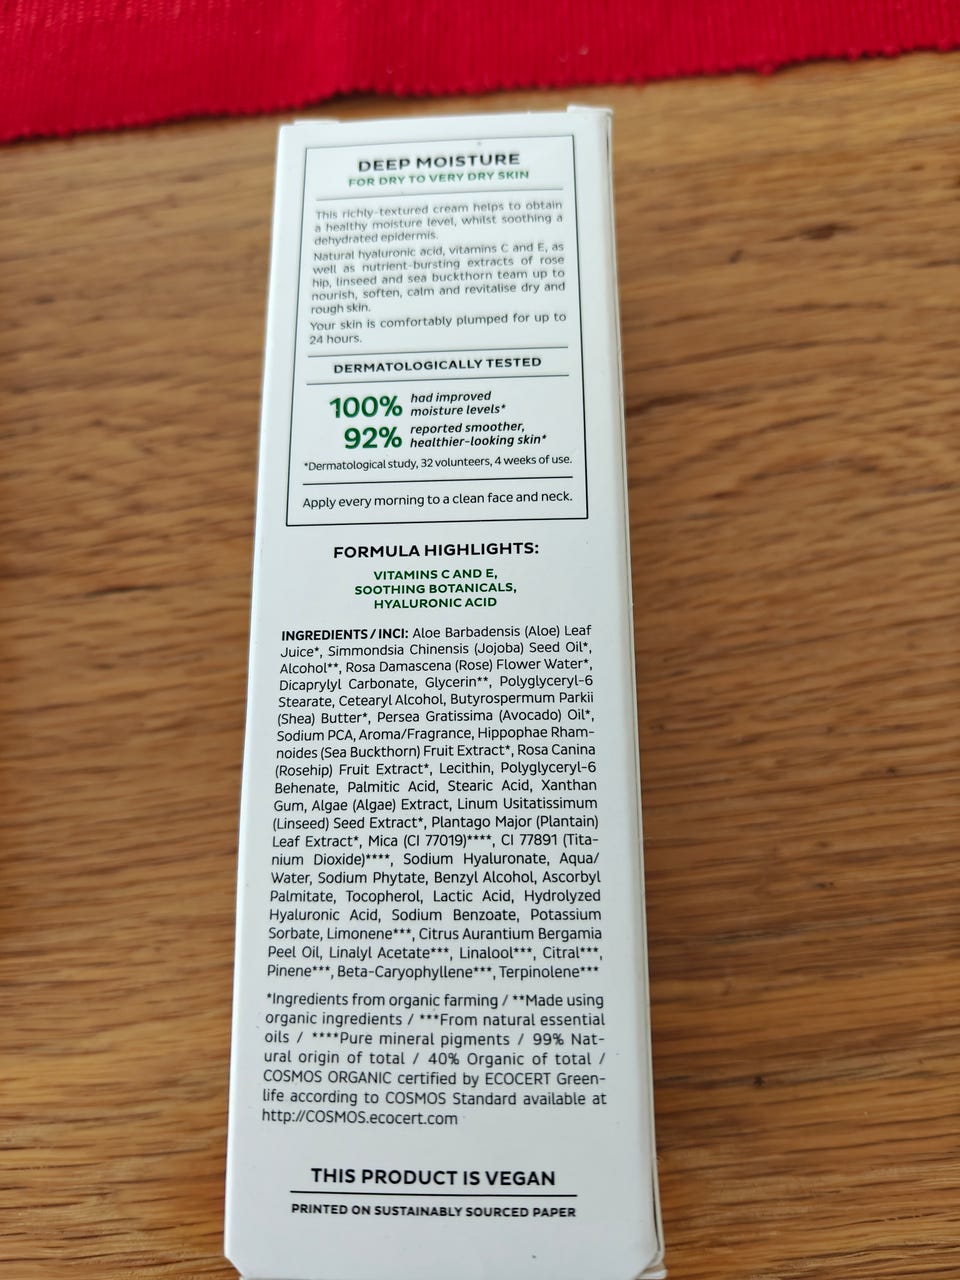 DEEP MOISTURE
FOR DRY TO VERY DRY SKIN
This richly-textured cream helps to obtain
a healthy moisture level, whilst soothing a
dehydrated epidermis.
Natural hyaluronic acid, vitamins C and E, as
well as nutrient-bursting extracts of rose
hip, linseed and sea buckthorn team up to
nourish, soften, calm and revitalise dry and
rough skin.
Your skin is comfortably plumped for up to
24 hours.
DERMATOLOGICALLY TESTED
100% had improved
moisture levels*
92% reported smoother,
healthier-looking skin*
*Dermatological study, 32 volunteers, 4 weeks of use.
Apply every morning to a clean face and neck.
FORMULA HIGHLIGHTS:
VITAMINS C AND E,
SOOTHING BOTANICALS,
HYALURONIC ACID
INGREDIENTS / INCI: Aloe Barbadensis (Aloe) Leaf
Juice*, Simmondsia Chinensis (Jojoba) Seed Oil*,
Alcohol**, Rosa Damascena (Rose) Flower Water*,
Dicaprylyl Carbonate, Glycerin**, Polyglyceryl-6
Stearate, Cetearyl Alcohol, Butyrospermum Parkii
(Shea) Butter*, Persea Gratissima (Avocado) Oil*,
Sodium PCA, Aroma/Fragrance, Hippophae Rham-
noides (Sea Buckthorn) Fruit Extract*, Rosa Canina
(Rosehip) Fruit Extract*, Lecithin, Polyglyceryl-6
Behenate, Palmitic Acid, Stearic Acid, Xanthan
Gum, Algae (Algae) Extract, Linum Usitatissimum
(Linseed) Seed Extract*, Plantago Major (Plantain)
Leaf Extract*, Mica (CI 77019)****, CI 77891 (Tita-
nium Dioxide)****, Sodium Hyaluronate, Aqua/
Water, Sodium Phytate, Benzyl Alcohol, Ascorbyl
Palmitate, Tocopherol, Lactic Acid, Hydrolyzed
Hyaluronic Acid, Sodium Benzoate, Potassium
Sorbate, Limonene***, Citrus Aurantium Bergamia
Peel Oil, Linalyl Acetate***, Linalool***, Citral***,
Pinene***, Beta-Caryophyllene***, Terpinolene***
*Ingredients from organic farming / **Made using
organic ingredients / ***From natural essential
oils / ****Pure mineral pigments / 99% Nat-
ural origin of total / 40% Organic of total /
COSMOS ORGANIC certified by ECOCERT Green-
life according to COSMOS Standard available at
http://COSMOS.ecocert.com
THIS PRODUCT IS VEGAN
PRINTED ON SUSTAINABLY SOURCED PAPER